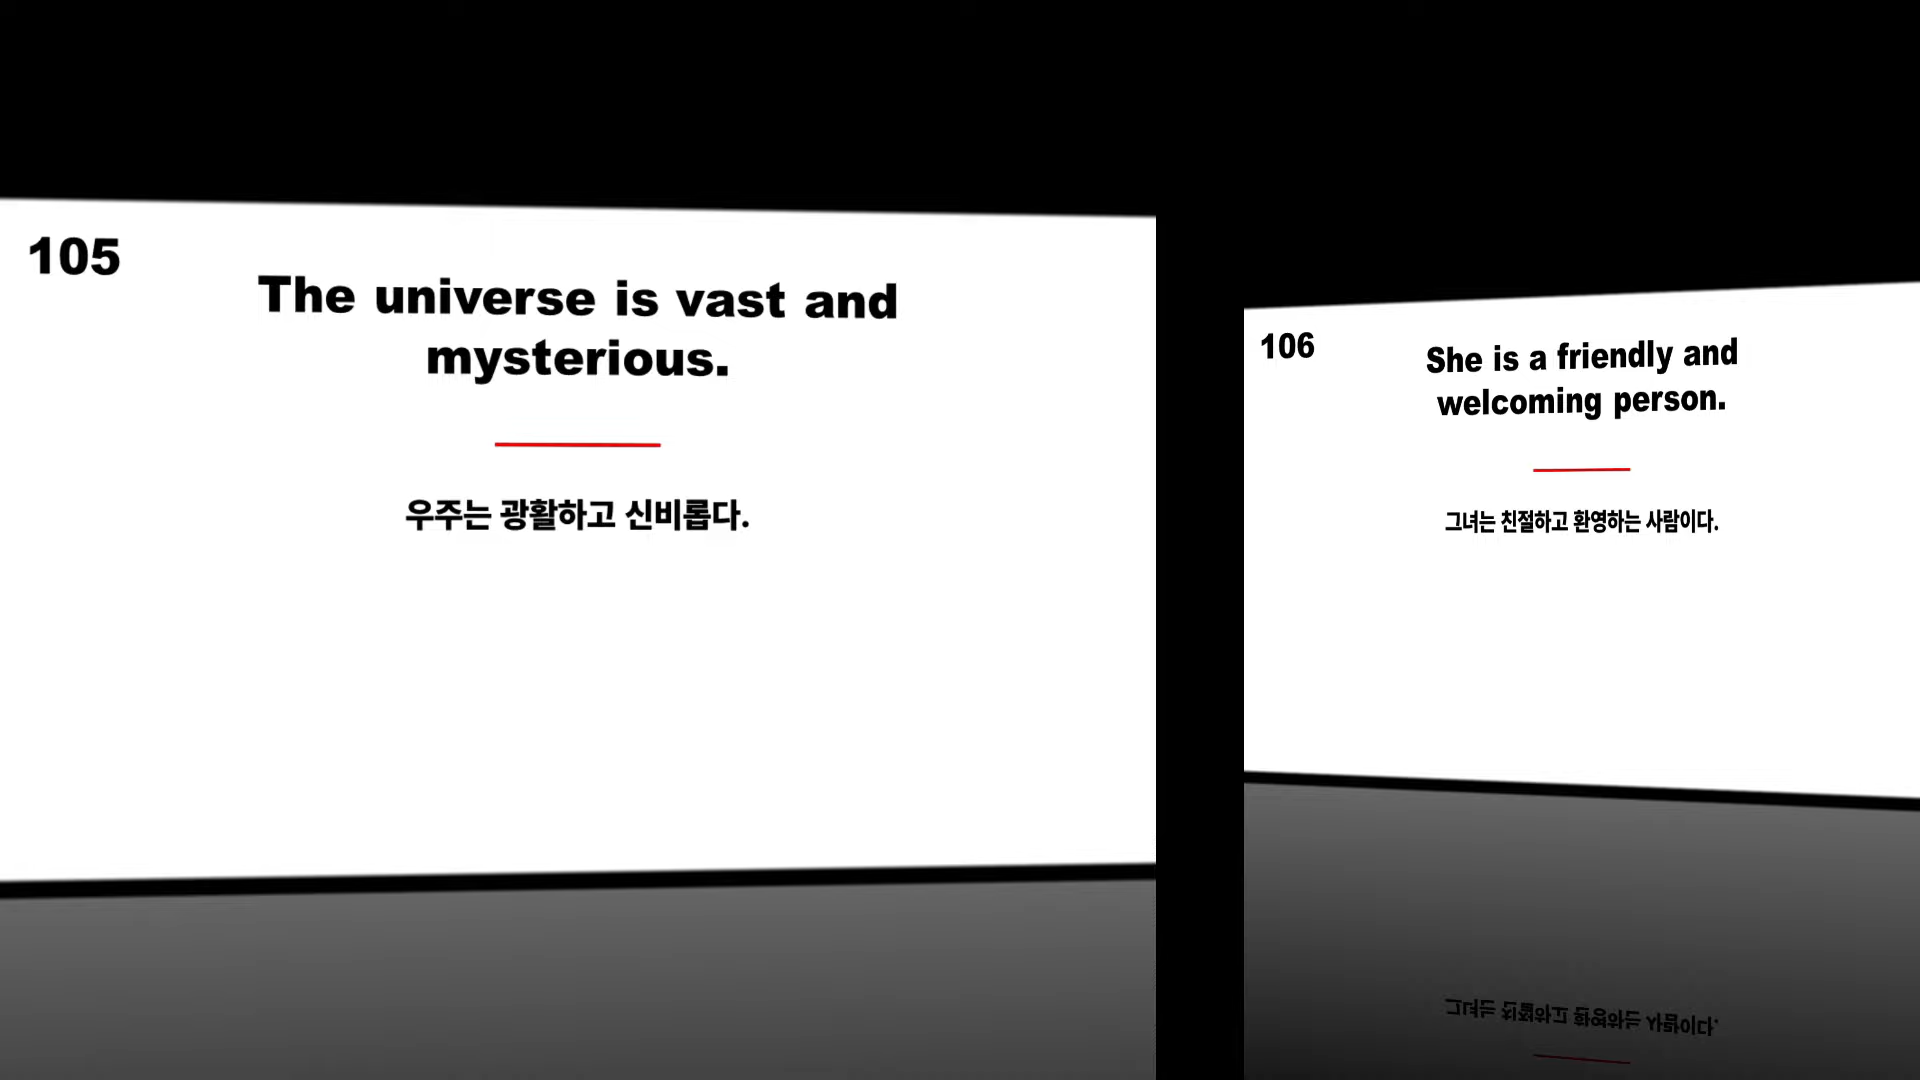 105
The universe is vast and
mysterious.
우주는 광활하고 신비롭다.
106
She is a friendly and
welcoming person.
그녀는 친절하고 환영하는 사람이다.